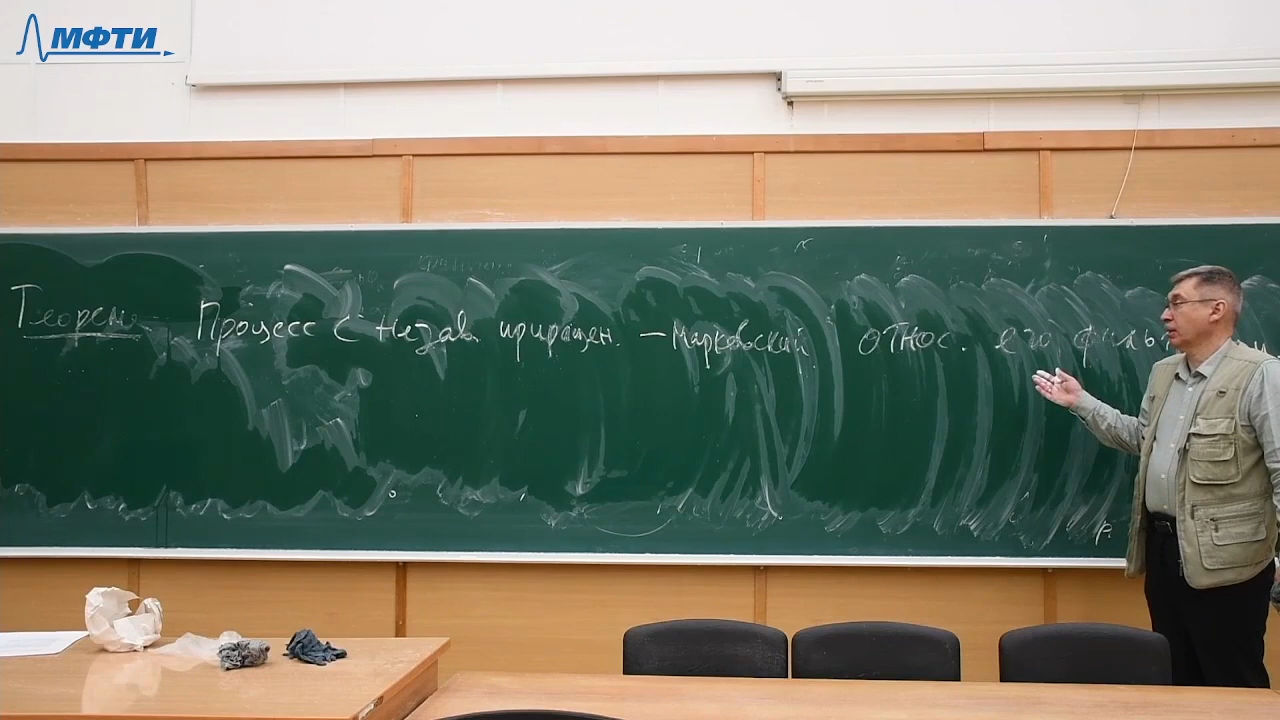 МФТИ
Теорема Процесс с незав. приращен. – Марковский относ. его